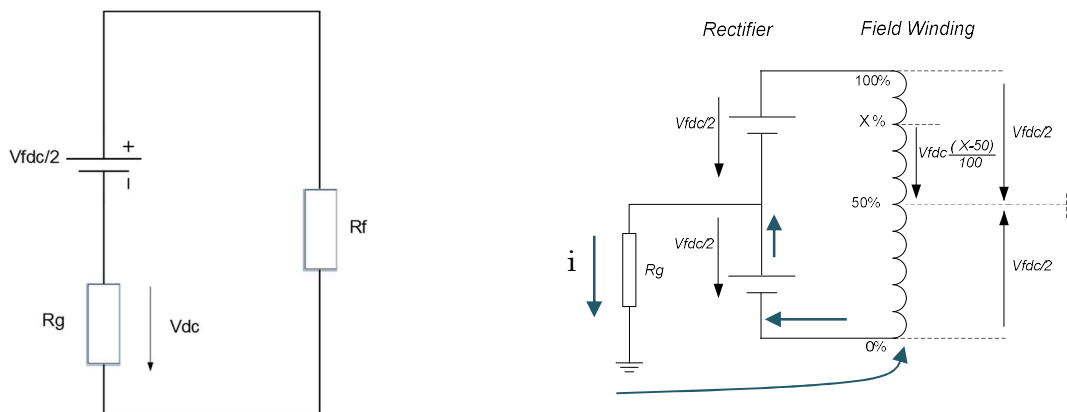 Vfdc/2
+
Rg
Vdc
Rf
Rectifier
Field Winding
100%
X %
50%
0%
Vfdc/2
Vfdc/2
i
Rg
Vfdc (X-50)
100
Vfdc/2
Vfdc/2